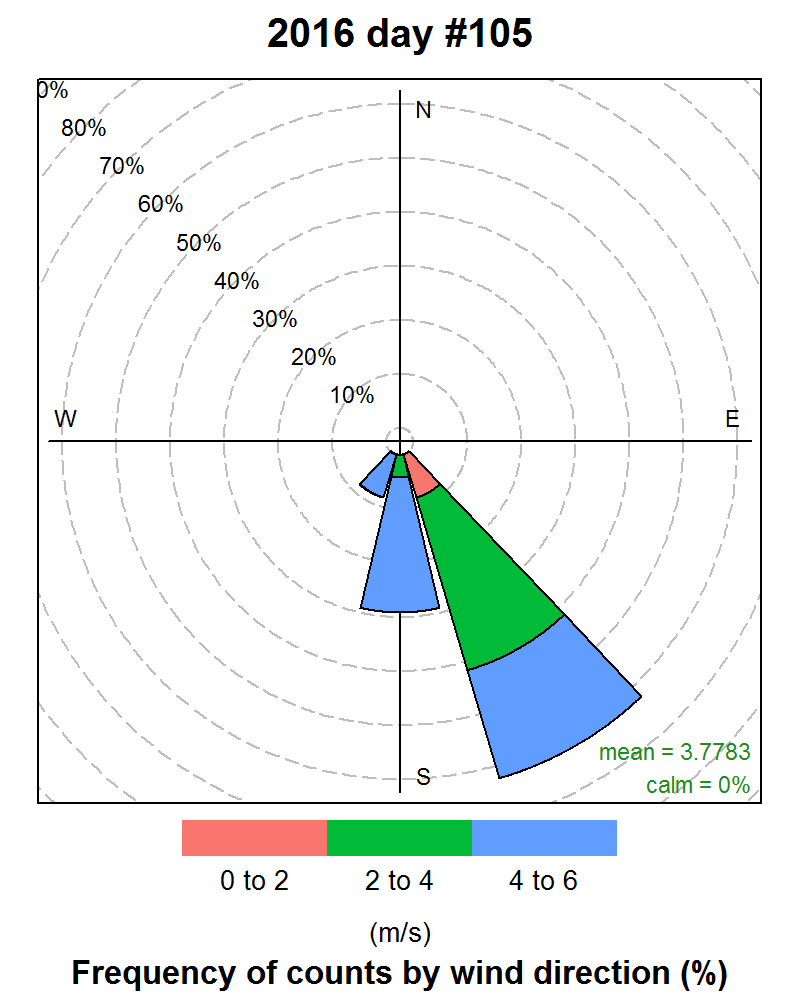 2016 day #105
0%
80%
70%
60%
50%
40%
30%
20%
10%
N
W
E
S
mean = 3.7783
calm = 0%
0 to 2 2 to 4 4 to 6
(m/s)
Frequency of counts by wind direction (%)